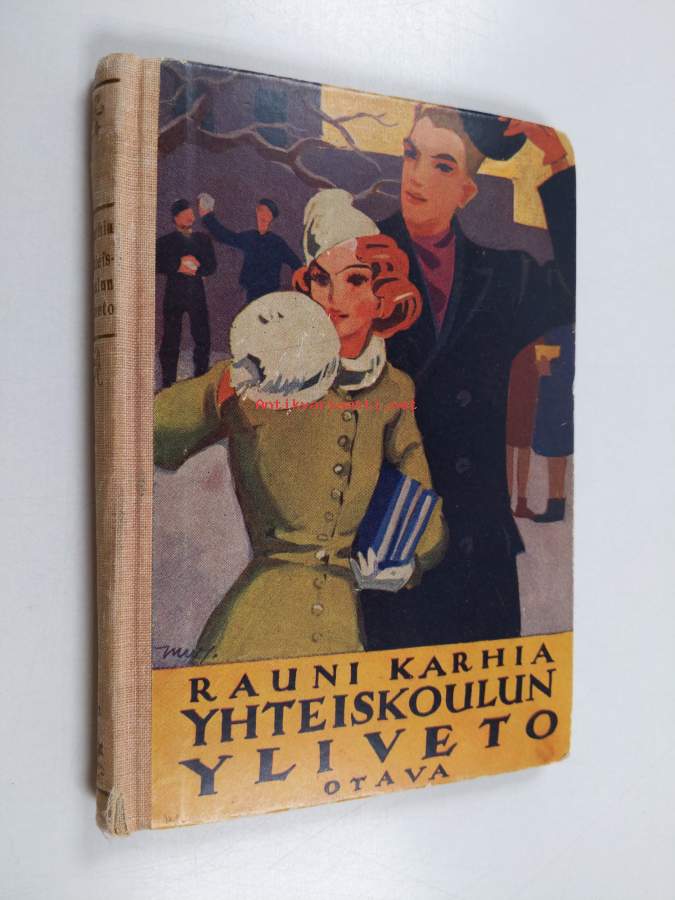 RAUNI KARHIA
YHTEISKOULUN
YLIVETO
OTAVA
Antikvariaatti.net